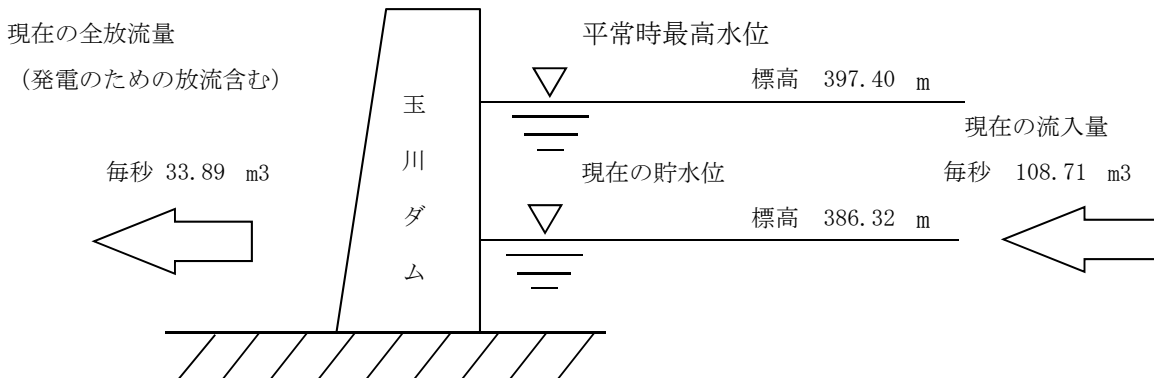 現在の全放流量
(発電のための放流含む)
毎秒 33.89 m3
玉川ダム
平常時最高水位
標高 397.40 m
現在の貯水位
標高 386.32 m
現在の流入量
毎秒 108.71 m3